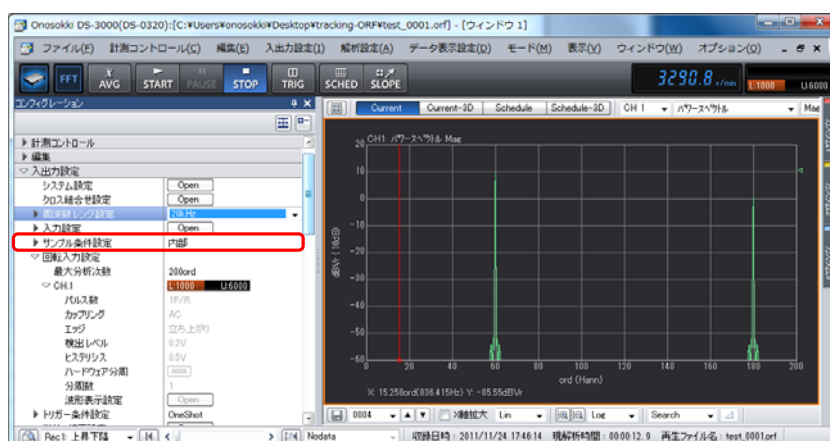 Onosokki DS-3000(DS-0320):[C:¥Users¥onosokki¥Desktop¥tracking-ORF¥test_0001.orf] - [ウィンドウ 1]
ファイル(F) 計測コントロール(C) 編集(E) 入出力設定(I) 解析設定(A) データ表示設定(D) モード(M) 表示(V) ウィンドウ(W) オプション(O)
FFT AVG START PAUSE STOP TRIG SCHED SLOPE 3290.8 r/min L:1000 U:6000
コンフィグレーション
Current Current-3D Schedule Schedule-3D CH 1 パワースペクトル Mag
計測コントロール
編集
入出力設定
システム設定 Open
クロス結合せ設定 Open
周波数レンジ設定 20kHz
入力設定 Open
サンプル条件設定 内部
回転入力設定
最大分析次数 200ord
CH.1 L:1000 U:6000
パルス数 1P/R
カップリング AC
エッジ 立ち上がり
検出レベル 0.2V
ヒステリシス 0.5V
ハードウェア分周
分周数 1
波形表示設定 Open
トリガー条件設定 OneShot
CH1: パワースペクトル Mag
20
10
0
-10
-20
-30
-40
-50
-60
dBVr (10dB)
0 20 40 60 80 100 120 140 160 180 200
ord (Hann)
X: 15.250ord(836.415Hz) Y: -85.55dBVr
0004 X軸拡大 Lin Log Search
Rec1: 上昇下降 Nodata 収録日時 : 2011/11/24 17:46:14 現解析時間 : 00:00:12. 9 再生ファイル名 : test_0001.orf